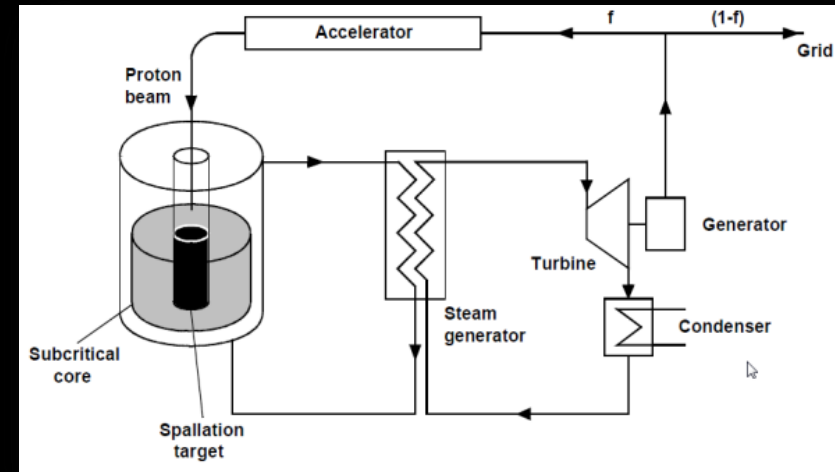 f
(1-f)
Accelerator
Grid
Proton
beam
Generator
Turbine
Steam
generator
Condenser
Subcritical
core
Spallation
target